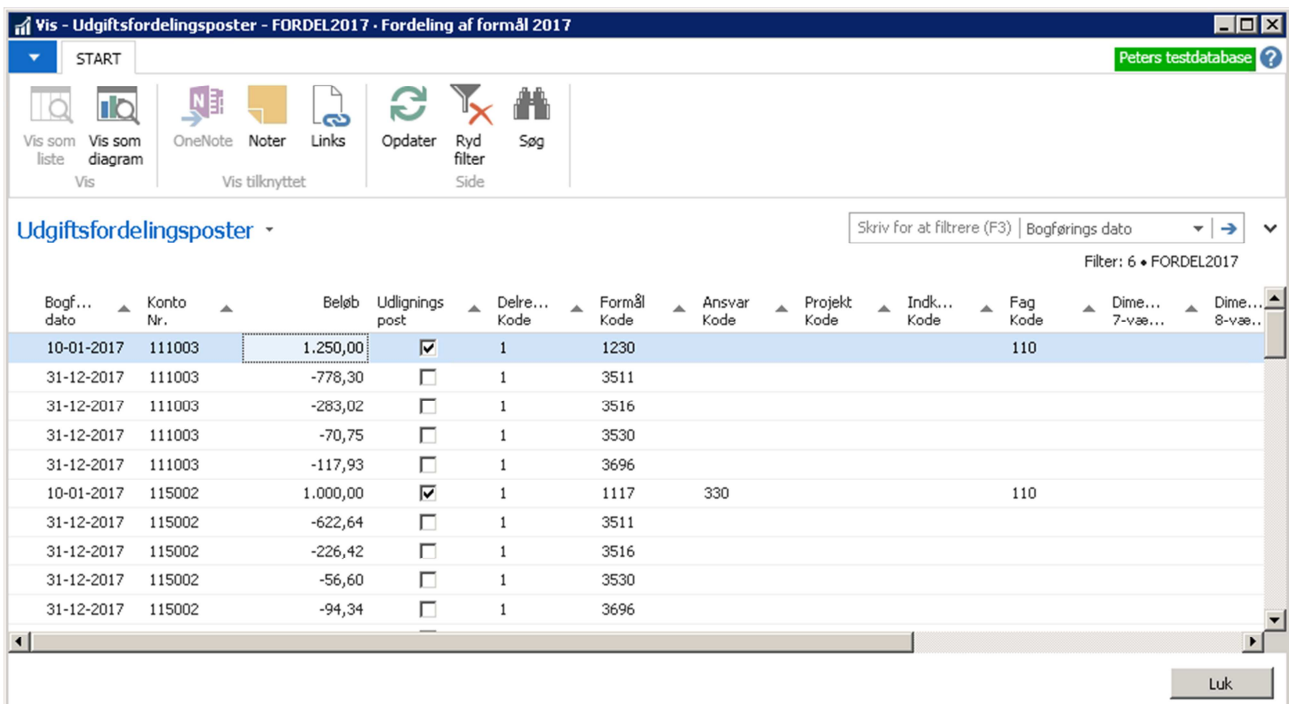 Vis - Udgiftsfordelingsposter - FORDEL2017 · Fordeling af formål 2017
START
Peters testdatabase
Vis som liste Vis som diagram OneNote Noter Links Opdater Ryd filter Søg
Vis Vis tilknyttet Side
Udgiftsfordelingsposter
Skriv for at filtrere (F3) Bogførings dato
Filter: 6 • FORDEL2017
Bogf... dato Konto Nr. Beløb Udlignings post Delre... Kode Formål Kode Ansvar Kode Projekt Kode Indk... Kode Fag Kode Dime... 7-væ... Dime... 8-væ..
10-01-2017 111003 1.250,00 1 1230 110
31-12-2017 111003 -778,30 1 3511
31-12-2017 111003 -283,02 1 3516
31-12-2017 111003 -70,75 1 3530
31-12-2017 111003 -117,93 1 3696
10-01-2017 115002 1.000,00 1 1117 330 110
31-12-2017 115002 -622,64 1 3511
31-12-2017 115002 -226,42 1 3516
31-12-2017 115002 -56,60 1 3530
31-12-2017 115002 -94,34 1 3696
Luk